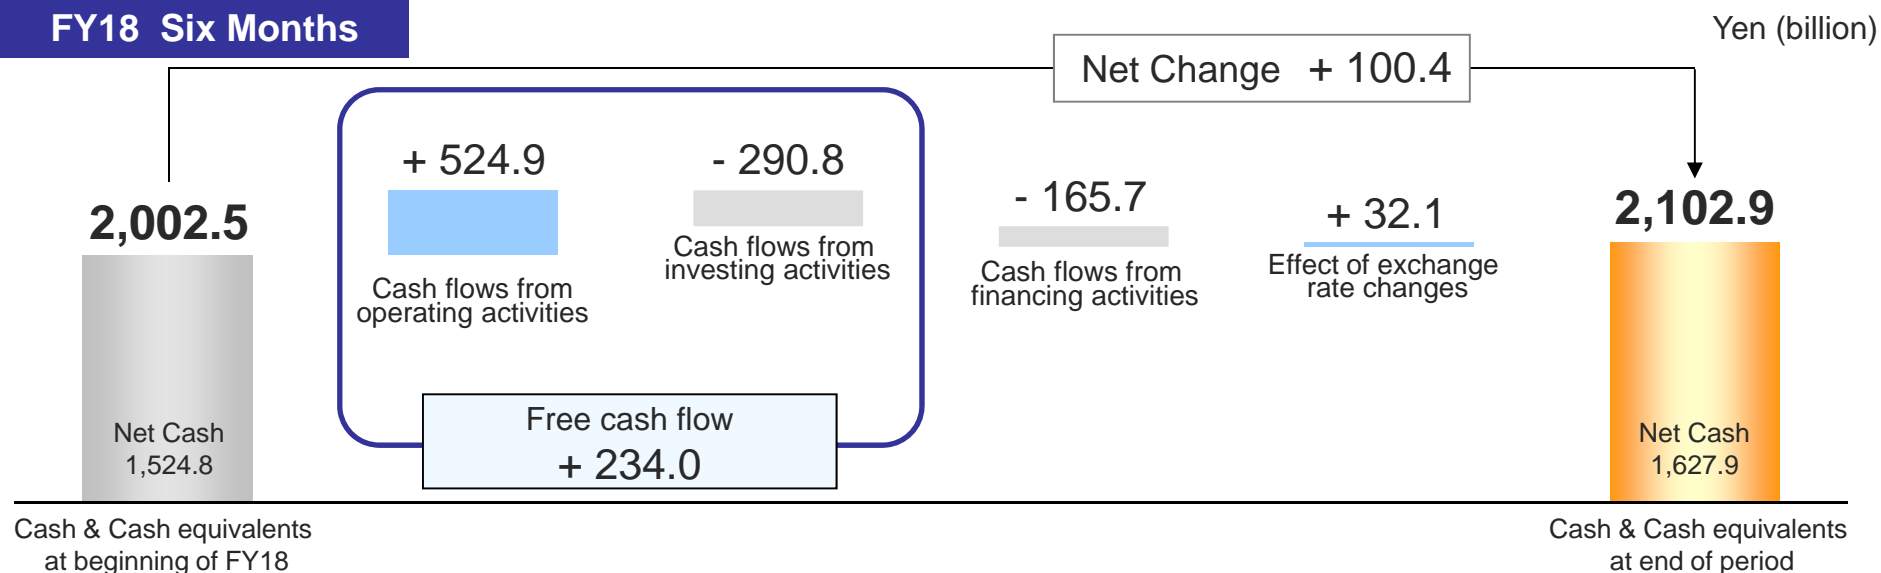 FY18 Six Months
Yen (billion)
Net Change + 100.4
+ 524.9
- 290.8
- 165.7
+ 32.1
2,002.5
2,102.9
Cash flows from
operating activities
Cash flows from
investing activities
Cash flows from
financing activities
Effect of exchange
rate changes
Free cash flow
+ 234.0
Net Cash
1,524.8
Net Cash
1,627.9
Cash & Cash equivalents
at beginning of FY18
Cash & Cash equivalents
at end of period